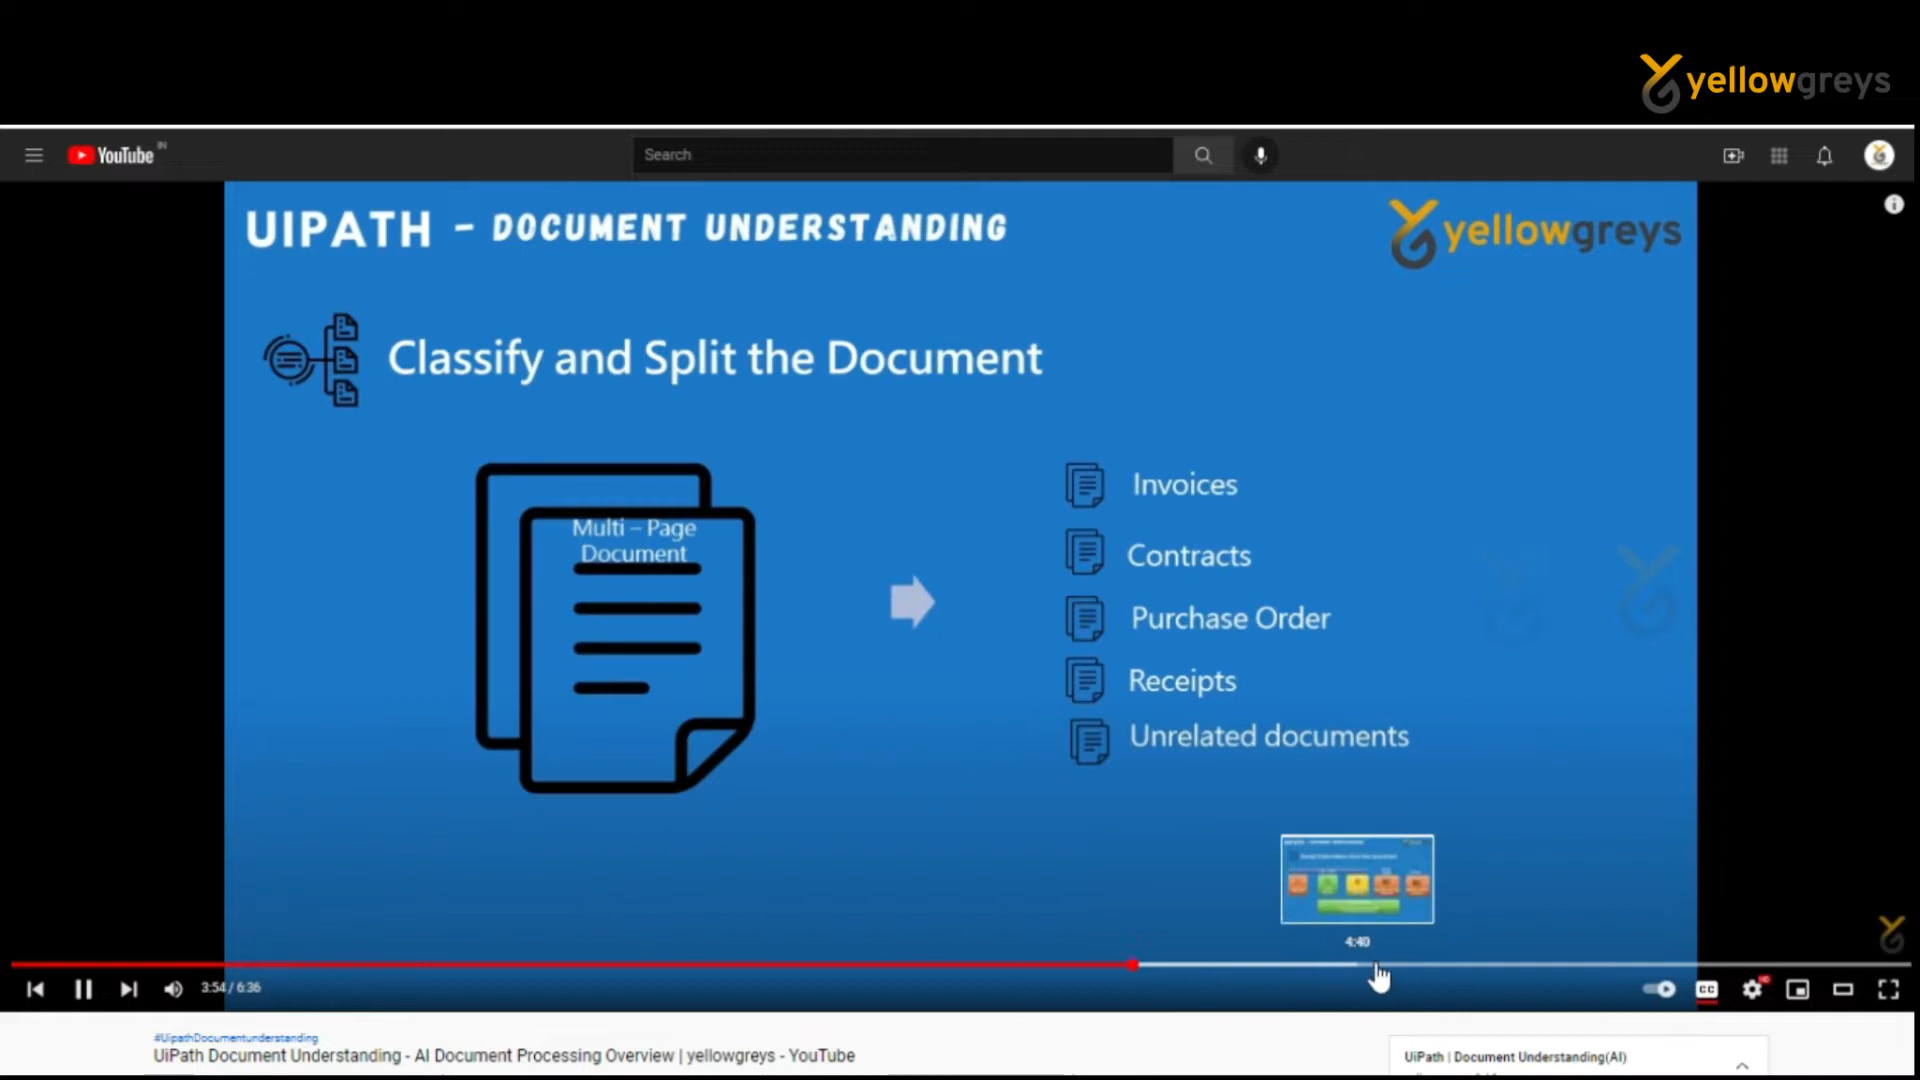 yellowgreys
YouTube IN
Search
UIPATH - DOCUMENT UNDERSTANDING
yellowgreys
Classify and Split the Document
Multi – Page
Document
Invoices
Contracts
Purchase Order
Receipts
Unrelated documents
4:40
3:54 / 6:36
CC
#UipathDocumentunderstanding
UiPath Document Understanding - AI Document Processing Overview | yellowgreys - YouTube
UiPath | Document Understanding(AI)